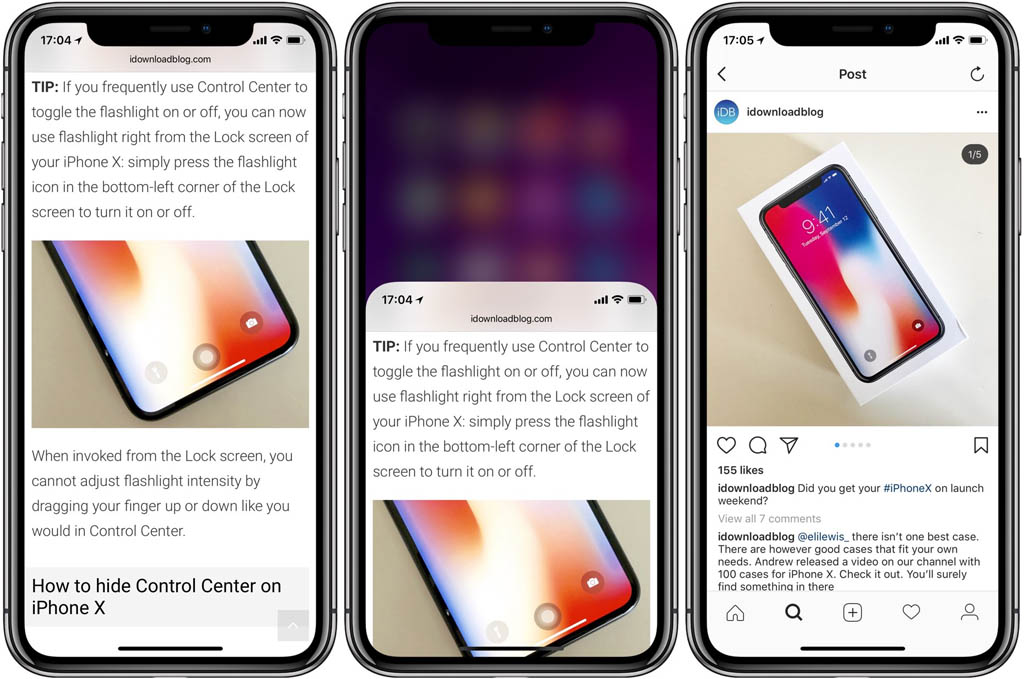 17:04
idownloadblog.com
TIP: If you frequently use Control Center to
toggle the flashlight on or off, you can now
use flashlight right from the Lock screen of
your iPhone X: simply press the flashlight
icon in the bottom-left corner of the Lock
screen to turn it on or off.
When invoked from the Lock screen, you
cannot adjust flashlight intensity by
dragging your finger up or down like you
would in Control Center.
How to hide Control Center on
iPhone X
17:04
idownloadblog.com
TIP: If you frequently use Control Center to
toggle the flashlight on or off, you can now
use flashlight right from the Lock screen of
your iPhone X: simply press the flashlight
icon in the bottom-left corner of the Lock
screen to turn it on or off.
17:05
Post
iDB
idownloadblog
1/5
9:41
Tuesday, September 12
155 likes
idownloadblog Did you get your #iPhoneX on launch
weekend?
View all 7 comments
idownloadblog @elilewis_ there isn't one best case.
There are however good cases that fit your own
needs. Andrew released a video on our channel with
100 cases for iPhone X. Check it out. You'll surely
find something in there